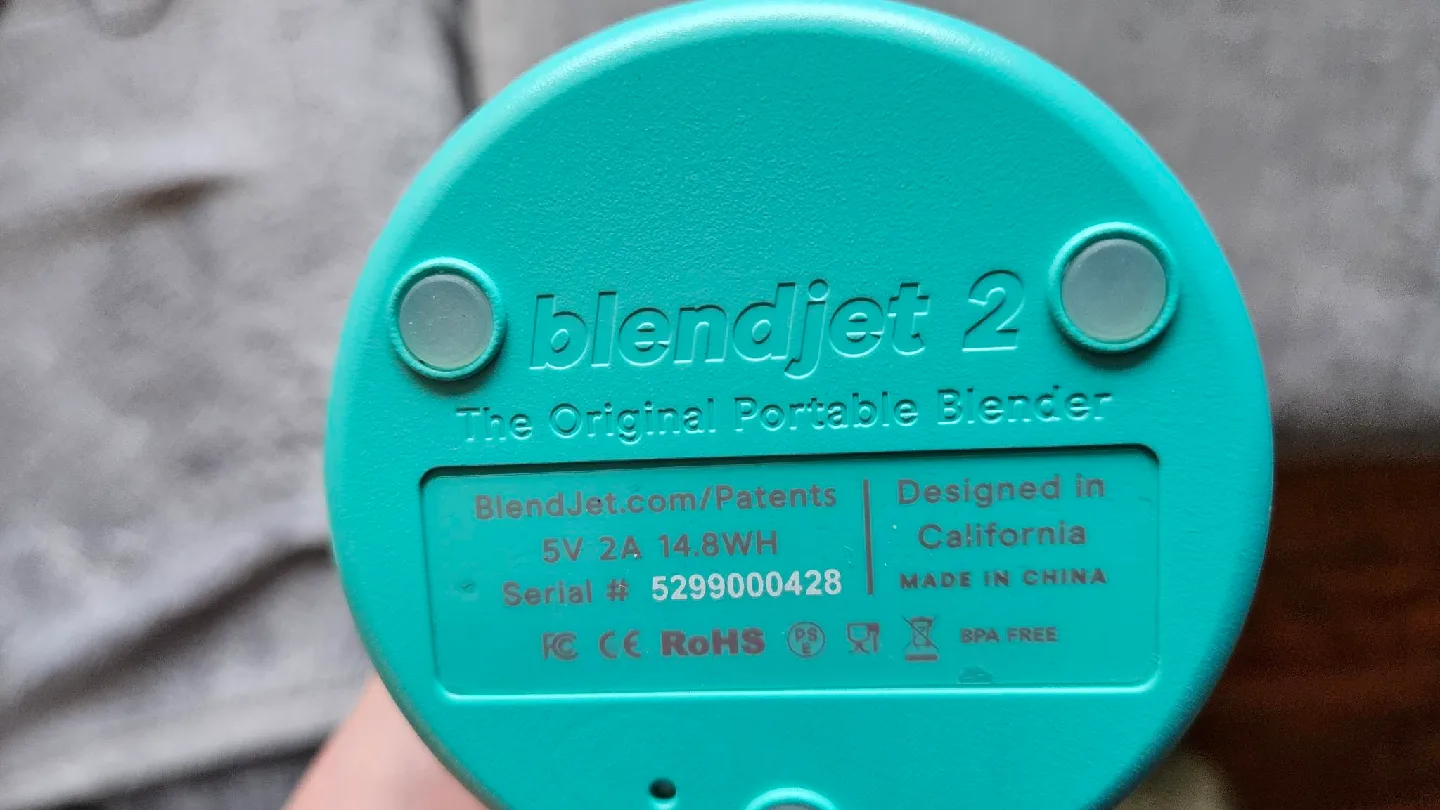 blendjet 2
The Original Portable Blender
BlendJet.com/Patents
5V 2A 14.8WH
Serial # 5299000428
Designed in
California
MADE IN CHINA
FC CE RoHS PS E BPA FREE